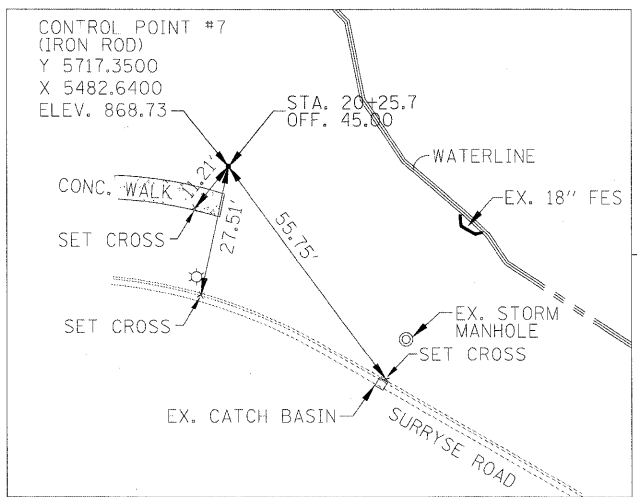 CONTROL POINT #7
(IRON ROD)
Y 5717.3500
X 5482.6400
ELEV. 868.73
STA. 20+25.7
OFF. 45.00
WATERLINE
CONC. WALK
11.21'
EX. 18" FES
SET CROSS
27.51'
55.75'
SET CROSS
EX. STORM
MANHOLE
SET CROSS
EX. CATCH BASIN
SURRYSE ROAD